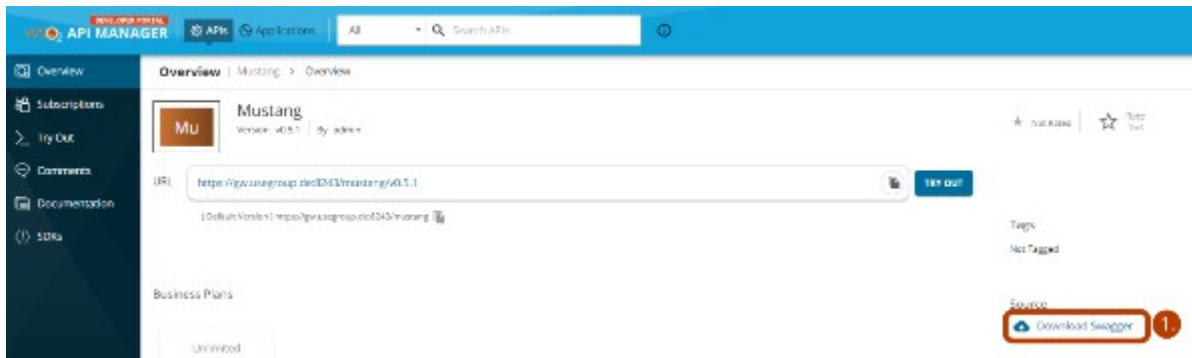 DEVELOPER PORTAL
WSO2 API MANAGER
APIs
Applications
All
Search APIs
Overview
Overview | Mustang > Overview
Subscriptions
Try Out
Comments
Documentation
SDKs
Mu
Mustang
Version v0.5.1 | By admin
Not Rated
Rate
URL
TRY OUT
Tags
Not Tagged
Business Plans
Unlimited
Source
Download Swagger
1.